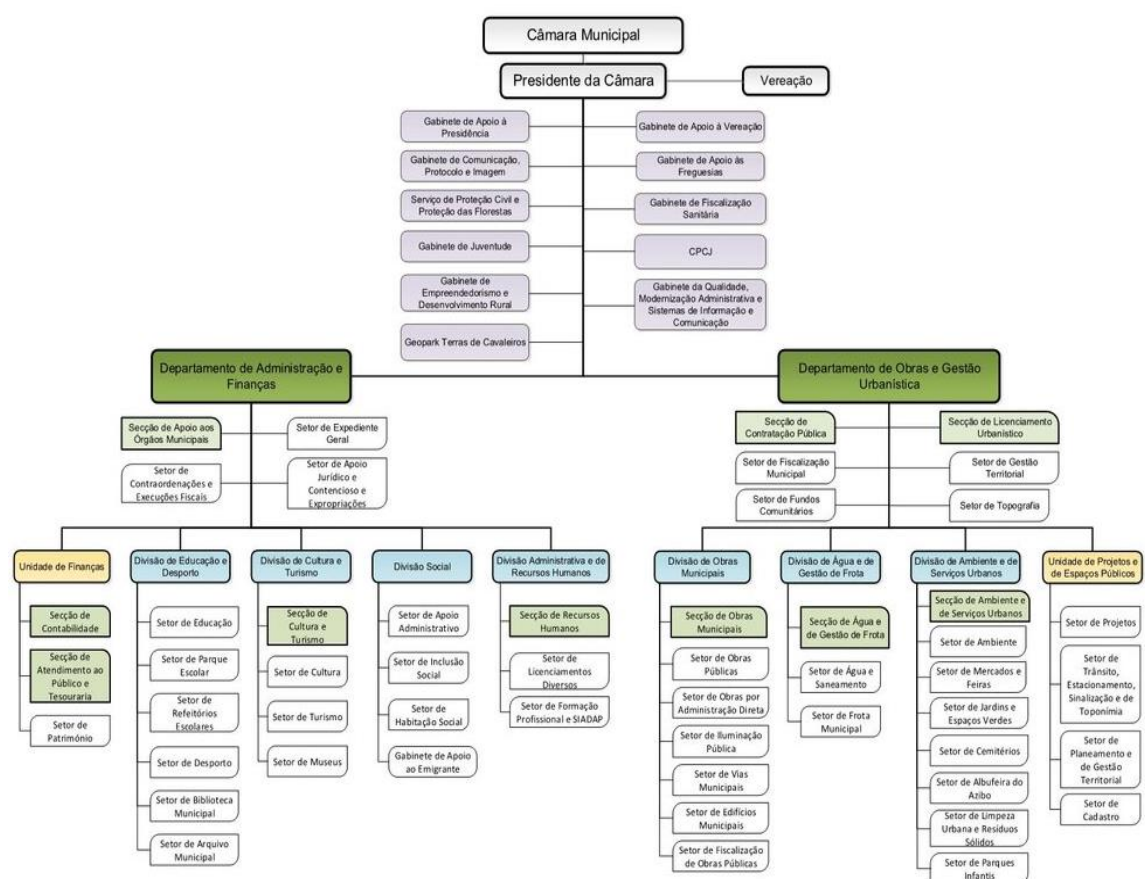 Câmara Municipal
Presidente da Câmara
Vereação
Gabinete de Apoio à
Presidência
Gabinete de Apoio à Vereação
Gabinete de Comunicação,
Protocolo e Imagem
Gabinete de Apoio às
Freguesias
Serviço de Proteção Civil e
Proteção das Florestas
Gabinete de Fiscalização
Sanitária
Gabinete de Juventude
CPCJ
Gabinete de
Empreendedorismo e
Desenvolvimento Rural
Gabinete da Qualidade,
Modernização Administrativa e
Sistemas de Informação e
Comunicação
Geopark Terras de Cavaleiros
Departamento de Administração e
Finanças
Departamento de Obras e Gestão
Urbanística
Secção de Apoio aos
Órgãos Municipais
Setor de Expediente
Geral
Setor de
Contraordenações e
Execuções Fiscais
Setor de Apoio
Jurídico e
Contencioso e
Expropriações
Secção de
Contratação Pública
Secção de Licenciamento
Urbanístico
Setor de Fiscalização
Municipal
Setor de Gestão
Territorial
Setor de Fundos
Comunitários
Setor de Topografia
Unidade de Finanças
Secção de
Contabilidade
Secção de
Atendimento ao
Público e
Tesouraria
Setor de
Património
Divisão de Educação e
Desporto
Setor de Educação
Setor de Parque
Escolar
Setor de
Refeitórios
Escolares
Setor de Desporto
Setor de Biblioteca
Municipal
Setor de Arquivo
Municipal
Divisão de Cultura e
Turismo
Secção de
Cultura e
Turismo
Setor de Cultura
Setor de Turismo
Setor de Museus
Divisão Social
Setor de Apoio
Administrativo
Setor de Inclusão
Social
Setor de
Habitação Social
Gabinete de Apoio
ao Emigrante
Divisão Administrativa e de
Recursos Humanos
Secção de Recursos
Humanos
Setor de
Licenciamentos
Diversos
Setor de Formação
Profissional e SIADAP
Divisão de Obras
Municipais
Secção de Obras
Municipais
Setor de Obras
Públicas
Setor de Obras por
Administração Direta
Setor de Iluminação
Pública
Setor de Vias
Municipais
Setor de Edifícios
Municipais
Setor de Fiscalização
de Obras Públicas
Divisão de Água e de
Gestão de Frota
Secção de Água e
de Gestão de Frota
Setor de Água e
Saneamento
Setor de Frota
Municipal
Divisão de Ambiente e de
Serviços Urbanos
Secção de Ambiente e
de Serviços Urbanos
Setor de Ambiente
Setor de Mercados e
Feiras
Setor de Jardins e
Espaços Verdes
Setor de Cemitérios
Setor de Albufeira do
Azibo
Setor de Limpeza
Urbana e Resíduos
Sólidos
Setor de Parques
Infantis
Unidade de Projetos e
de Espaços Públicos
Setor de Projetos
Setor de
Trânsito,
Estacionamento,
Sinalização e de
Toponímia
Setor de
Planeamento e
de Gestão
Territorial
Setor de
Cadastro